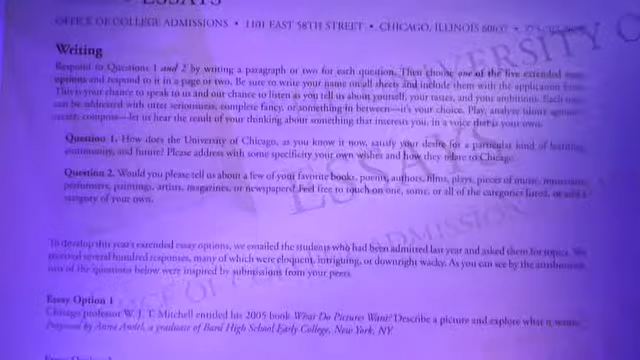 ESSAYS
OFFICE OF COLLEGE ADMISSIONS • 1101 EAST 58TH STREET • CHICAGO, ILLINOIS 60637 •
Writing
Respond to Questions 1 and 2 by writing a paragraph or two for each question. Then choose one of the five extended essay
options and respond to it in a page or two. Be sure to write your name on all sheets and include them with the application
This is your chance to speak to us and our chance to listen as you tell us about yourself, your tastes, and your ambitions. Each
can be addressed with utter seriousness, complete fancy, or something in between—it's your choice. Play, analyze
create, compose—let us hear the result of your thinking about something that interests you, in a voice that is your own.
Question 1. How does the University of Chicago, as you know it now, satisfy your desire for a particular kind of learning,
community, and future? Please address with some specificity your own wishes and how they relate to Chicago.
Question 2. Would you please tell us about a few of your favorite books, poems, authors, films, plays, pieces of music, musicians,
performers, paintings, artists, magazines, or newspapers? Feel free to touch on one, some, or all of the categories listed, or add a
category of your own.
To develop this year's extended essay options, we emailed the students who had been admitted last year and asked them for topics. We
received several hundred responses, many of which were eloquent, intriguing, or downright wacky. As you can see by the attributions
of the questions below were inspired by submissions from your peers.
Essay Option 1
Chicago professor W. J. T. Mitchell entitled his 2005 book What Do Pictures Want? Describe a picture and explore what it wants.
Proposed by Anna Andel, a graduate of Bard High School Early College, New York, NY
UNIVERSITY OF
ESSAYS
ADMISSIONS